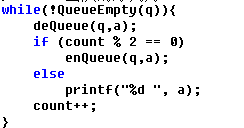 while(!QueueEmpty(q)){
deQueue(q,a);
if (count % 2 == 0)
enQueue(q,a);
else
printf("%d ", a);
count++;
}